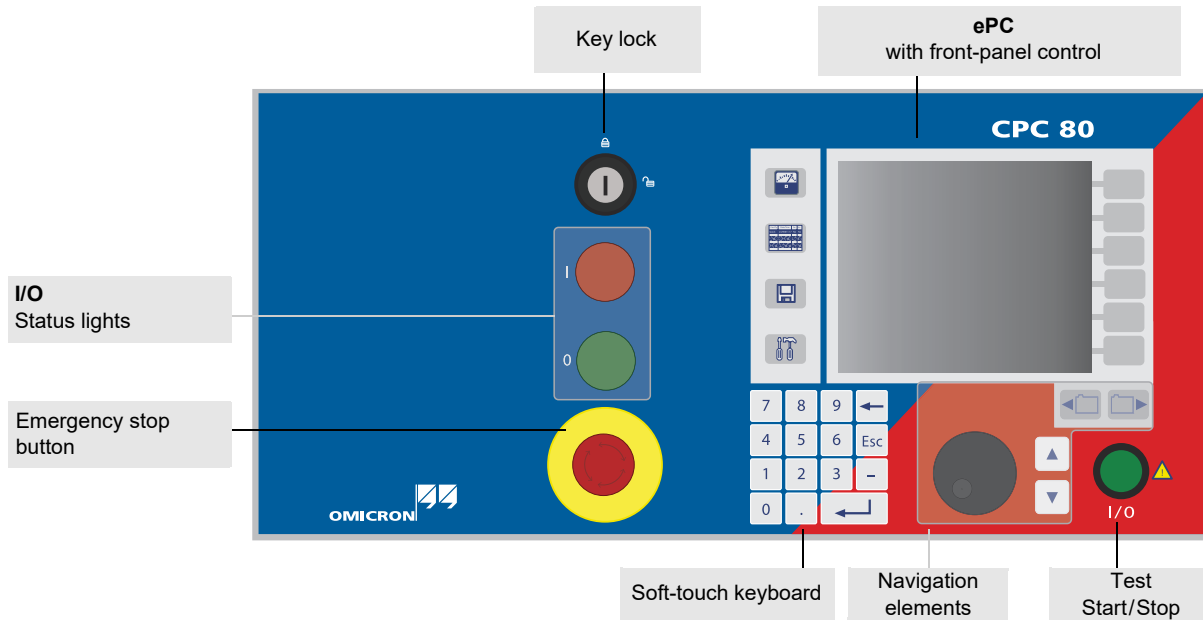 Key lock
ePC
with front-panel control
CPC 80
I
I/O
Status lights
0
Emergency stop
button
7 8 9
4 5 6 Esc
1 2 3 –
0 .
I/O
OMICRON
Soft-touch keyboard
Navigation
elements
Test
Start/Stop